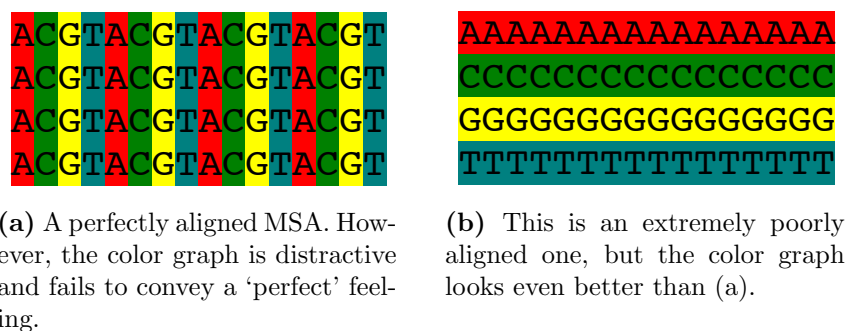 ACGTACGTACGTACGT
ACGTACGTACGTACGT
ACGTACGTACGTACGT
ACGTACGTACGTACGT
(a) A perfectly aligned MSA. How-
ever, the color graph is distractive
and fails to convey a ‘perfect’ feel-
ing.
AAAAAAAAAAAAAAAA
CCCCCCCCCCCCCCCC
GGGGGGGGGGGGGGGG
TTTTTTTTTTTTTTTT
(b) This is an extremely poorly
aligned one, but the color graph
looks even better than (a).